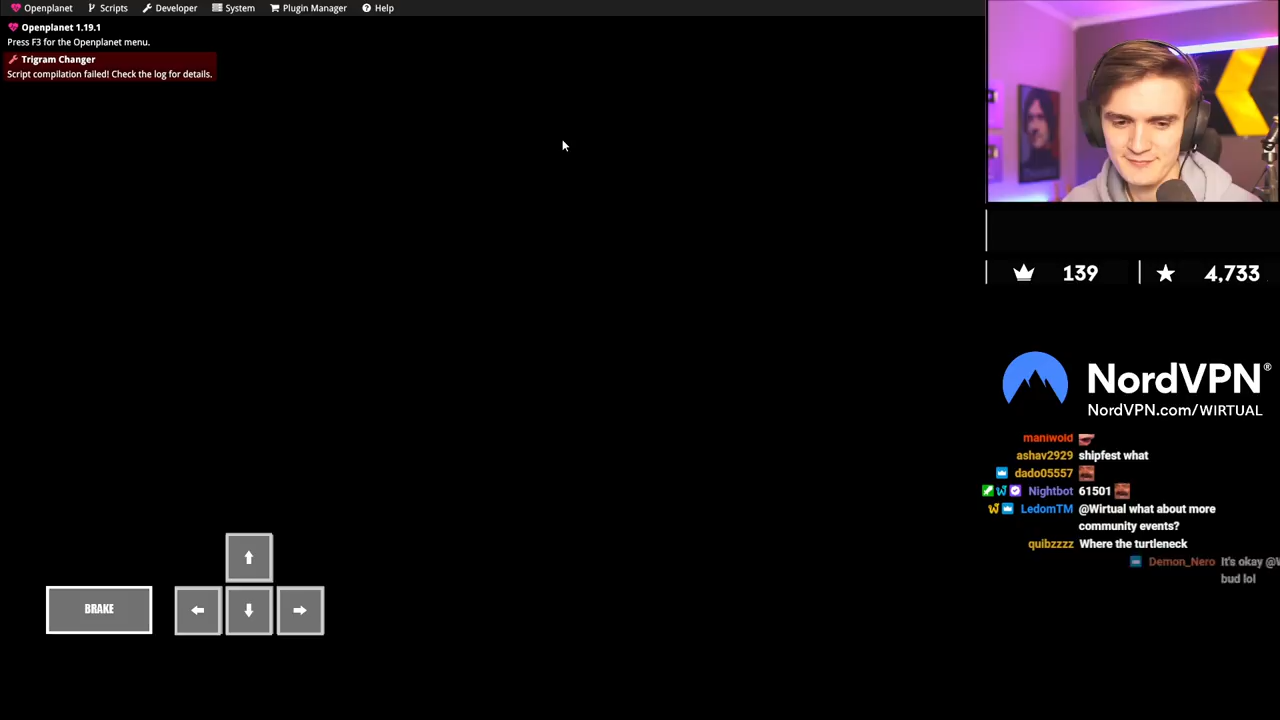 Openplanet Scripts Developer System Plugin Manager Help
Openplanet 1.19.1
Press F3 for the Openplanet menu.
Trigram Changer
Script compilation failed! Check the log for details.
139 4,733
NordVPN®
NordVPN.com/WIRTUAL
maniwold
ashav2929 shipfest what
dado05557
Nightbot 61501
LedomTM @Wirtual what about more
community events?
quibzzzz Where the turtleneck
Demon_Nero It's okay @W
bud lol
BRAKE